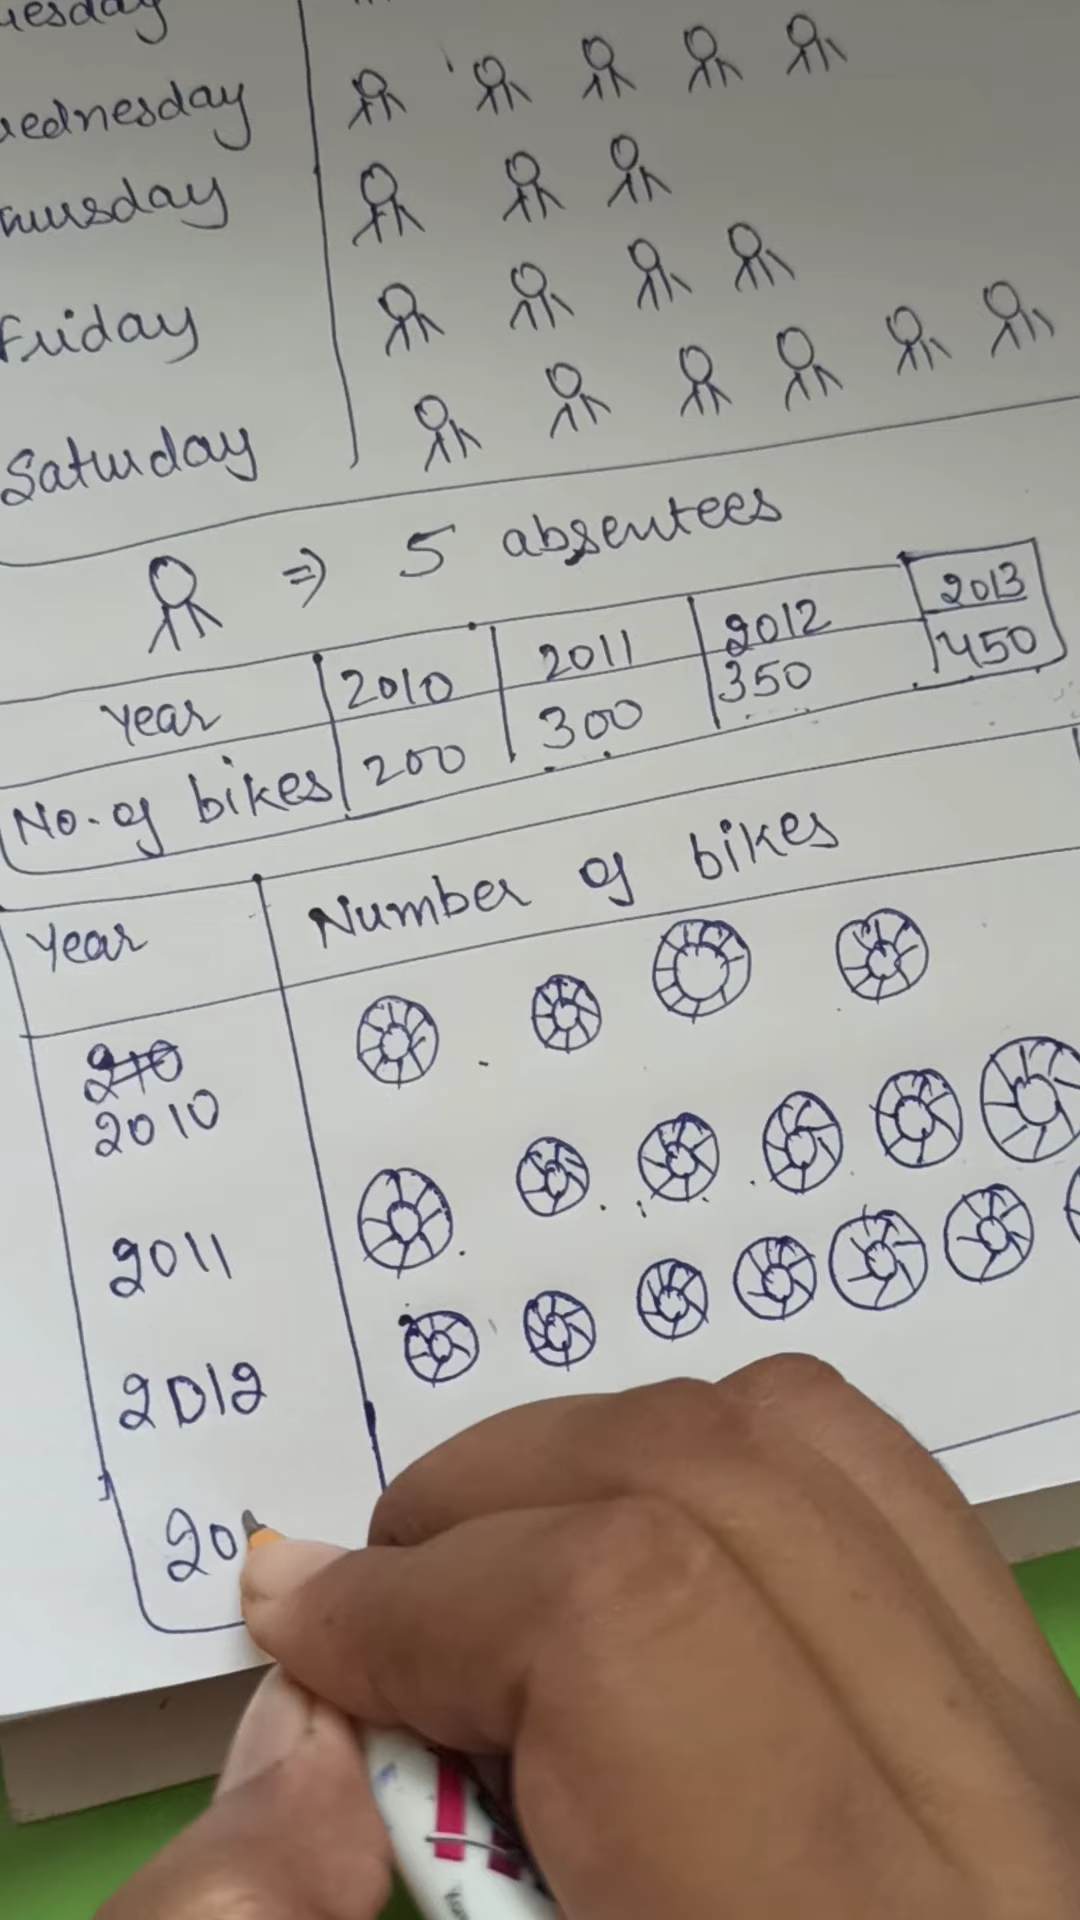 uesday
wednesday
Thursday
Friday
Saturday
⇒ 5 absentees
Year 2010 2011 2012 2013
No. of bikes 200 300 350 450
Year Number of bikes
210
2010
2011
2012
20